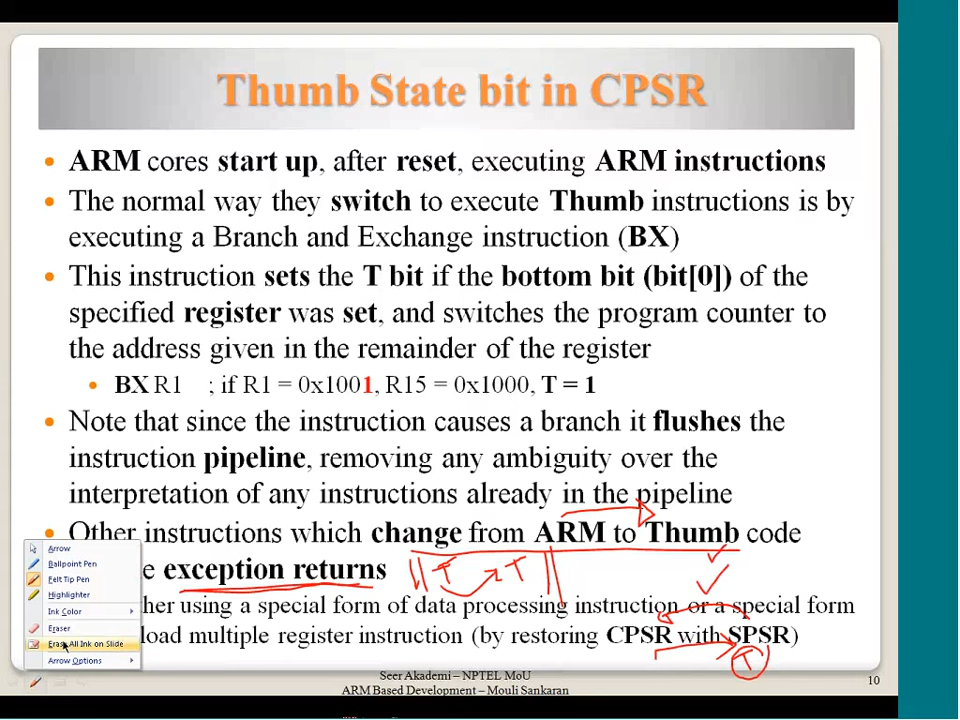 Thumb State bit in CPSR
ARM cores start up, after reset, executing ARM instructions
The normal way they switch to execute Thumb instructions is by
executing a Branch and Exchange instruction (BX)
This instruction sets the T bit if the bottom bit (bit[0]) of the
specified register was set, and switches the program counter to
the address given in the remainder of the register
BX R1 ; if R1 = 0x1001, R15 = 0x1000, T = 1
Note that since the instruction causes a branch it flushes the
instruction pipeline, removing any ambiguity over the
interpretation of any instructions already in the pipeline
Other instructions which change from ARM to Thumb code
exception returns
T T
using a special form of data processing instruction or a special form
load multiple register instruction (by restoring CPSR with SPSR)
T
Arrow
Ballpoint Pen
Felt Tip Pen
Highlighter
Ink Color
Eraser
Erase All Ink on Slide
Arrow Options
Seer Akademi – NPTEL MoU
ARM Based Development – Mouli Sankaran
10